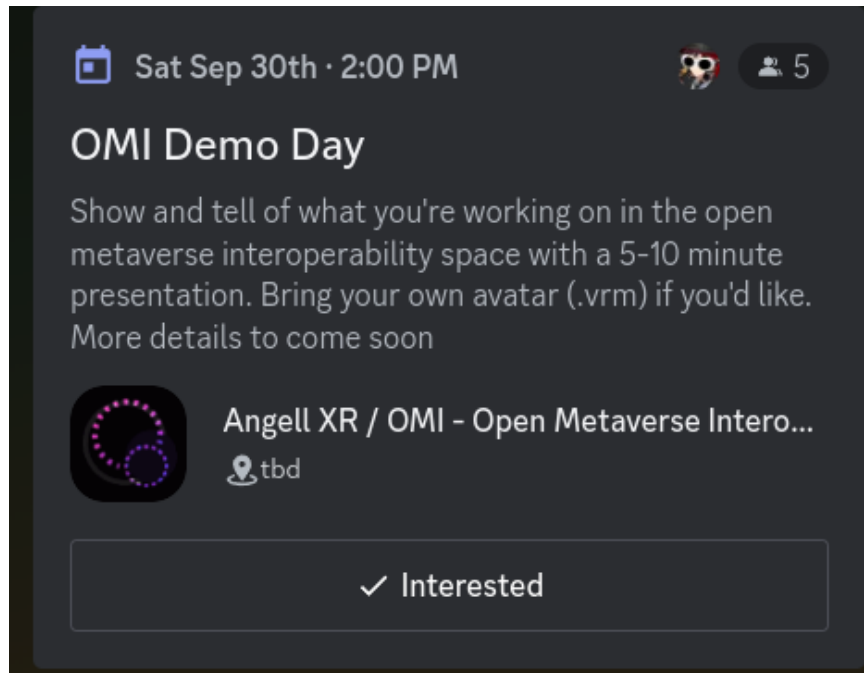 Sat Sep 30th · 2:00 PM
5
OMI Demo Day
Show and tell of what you're working on in the open
metaverse interoperability space with a 5-10 minute
presentation. Bring your own avatar (.vrm) if you'd like.
More details to come soon
Angell XR / OMI - Open Metaverse Intero...
tbd
Interested